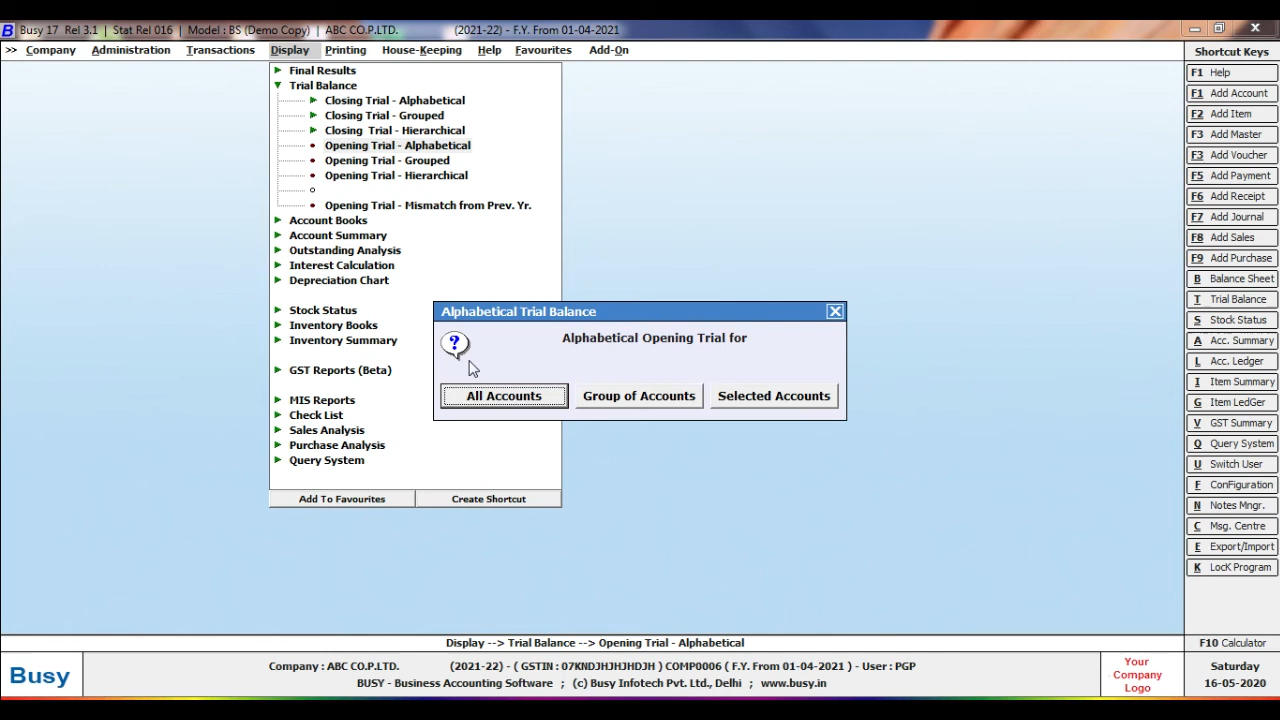 Busy 17 Rel 3.1 | Stat Rel 016 | Model : BS (Demo Copy) | ABC CO.P.LTD. (2021-22) - F.Y. From 01-04-2021
>> Company Administration Transactions Display Printing House-Keeping Help Favourites Add-On
Final Results
Trial Balance
Closing Trial - Alphabetical
Closing Trial - Grouped
Closing Trial - Hierarchical
Opening Trial - Alphabetical
Opening Trial - Grouped
Opening Trial - Hierarchical
Opening Trial - Mismatch from Prev. Yr.
Account Books
Account Summary
Outstanding Analysis
Interest Calculation
Depreciation Chart
Stock Status
Inventory Books
Inventory Summary
GST Reports (Beta)
MIS Reports
Check List
Sales Analysis
Purchase Analysis
Query System
Add To Favourites Create Shortcut
Alphabetical Trial Balance
Alphabetical Opening Trial for
All Accounts Group of Accounts Selected Accounts
Shortcut Keys
F1 Help
F1 Add Account
F2 Add Item
F3 Add Master
F3 Add Voucher
F5 Add Payment
F6 Add Receipt
F7 Add Journal
F8 Add Sales
F9 Add Purchase
B Balance Sheet
T Trial Balance
S Stock Status
A Acc. Summary
L Acc. Ledger
I Item Summary
G Item LedGer
V GST Summary
Q Query System
U Switch User
F ConFiguration
N Notes Mngr.
C Msg. Centre
E Export/Import
K LocK Program
Display --> Trial Balance --> Opening Trial - Alphabetical
F10 Calculator
Busy
Company : ABC CO.P.LTD. (2021-22) - ( GSTIN : 07KNDJHJHJHDJH ) COMP0006 ( F.Y. From 01-04-2021 ) - User : PGP
BUSY - Business Accounting Software ; (c) Busy Infotech Pvt. Ltd., Delhi ; www.busy.in
Your
Company
Logo
Saturday
16-05-2020